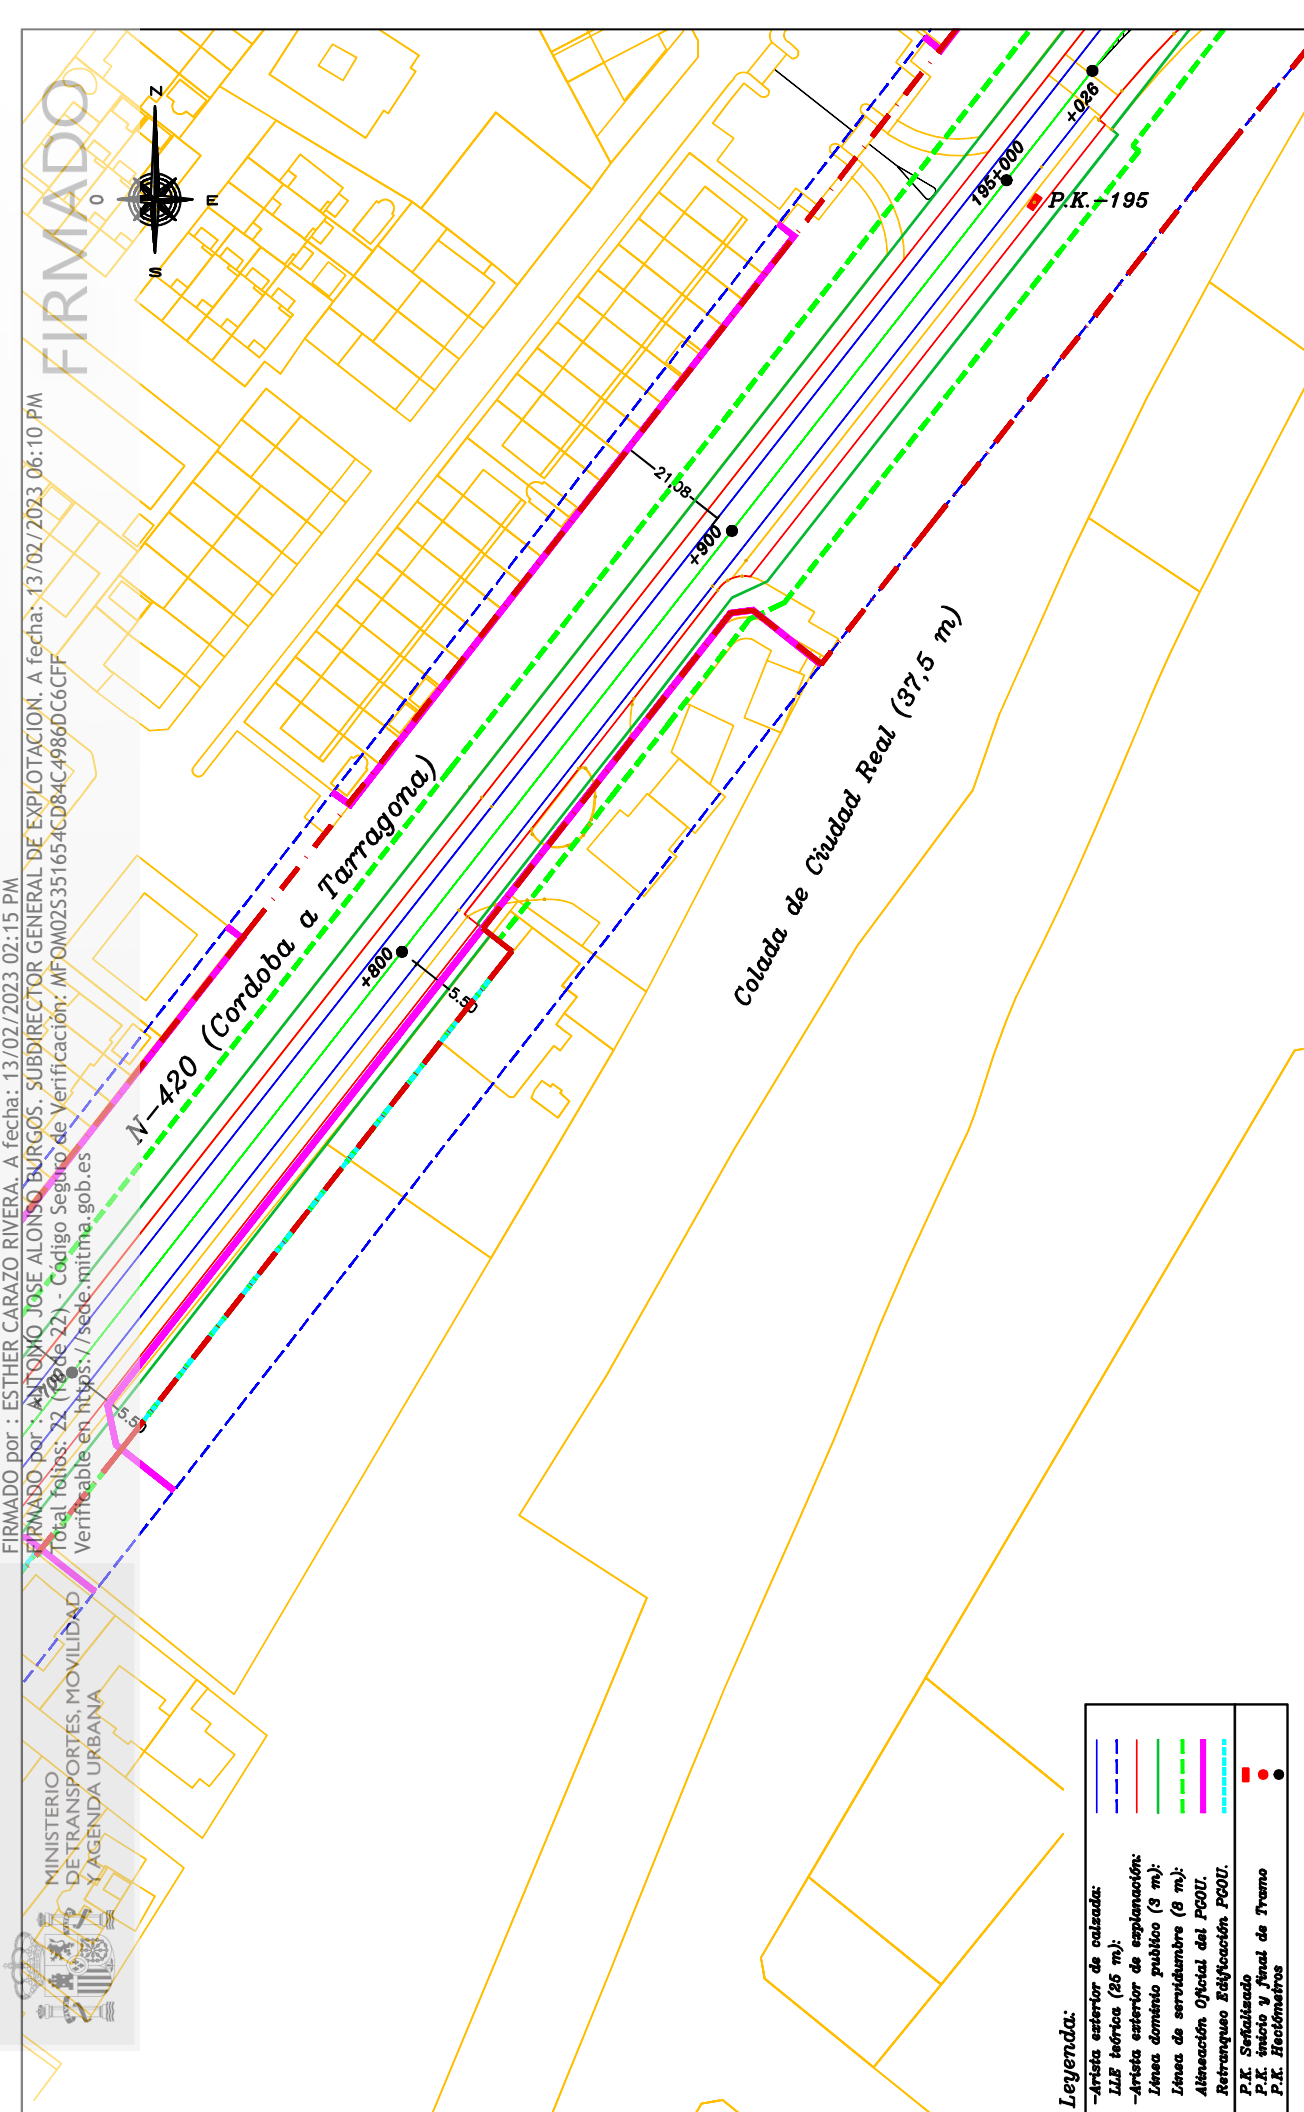 FIRMADO por : ESTHER CARAZO RIVERA. A fecha: 13/02/2023 02:15 PM
FIRMADO por : ANTONIO JOSE ALONSO BURGOS. SUBDIRECTOR GENERAL DE EXPLOTACION. A fecha: 13/02/2023 06:10 PM
Total folios: 22 ( de 22) - Código Seguro de Verificación: MFOM02S351654CD84C4986DC6CFF
Verificable en https://sede.mitma.gob.es
FIRMADO
MINISTERIO
DE TRANSPORTES, MOVILIDAD
Y AGENDA URBANA
N
O
E
S
+026
195+000
P.K.-195
21,08
+900
N-420 (Cordoba a Tarragona)
Colada de Ciudad Real (37,5 m)
+800
5.50
+700
5.50
Leyenda:
-Arista exterior de calzada:
LLE teórica (25 m):
-Arista exterior de explanación:
Línea dominio publico (3 m):
Línea de servidumbre (8 m):
Alineación Oficial del PGOU.
Retranqueo Edificación PGOU.
P.K. Señalizado
P.K. inicio y final de Tramo
P.K. Hectómetros